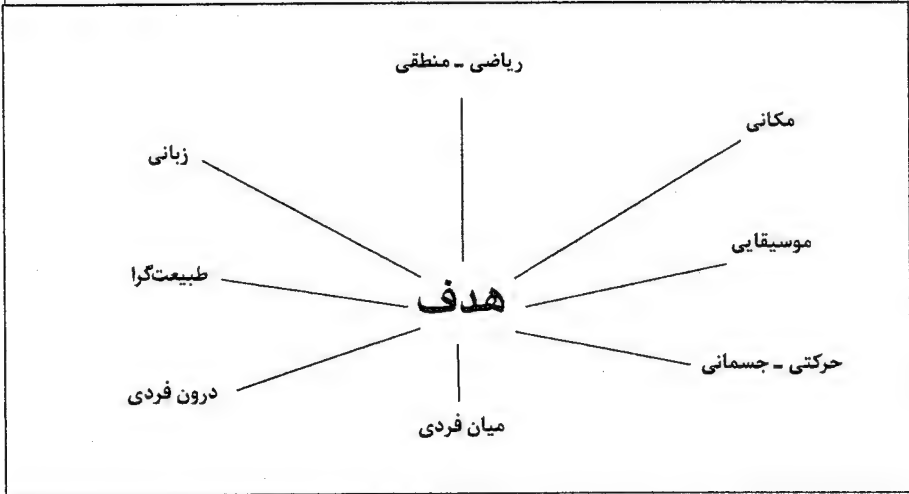 ریاضی ـ منطقی
مکانی
زبانی
موسیقایی
طبیعت‌گرا
هدف
حرکتی ـ جسمانی
درون فردی
میان فردی